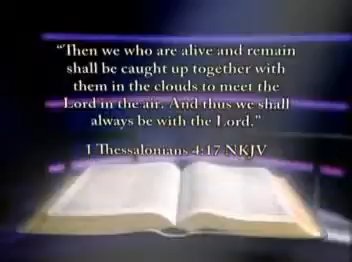 "Then we who are alive and remain
shall be caught up together with
them in the clouds to meet the
Lord in the air. And thus we shall
always be with the Lord."
1 Thessalonians 4:17 NKJV